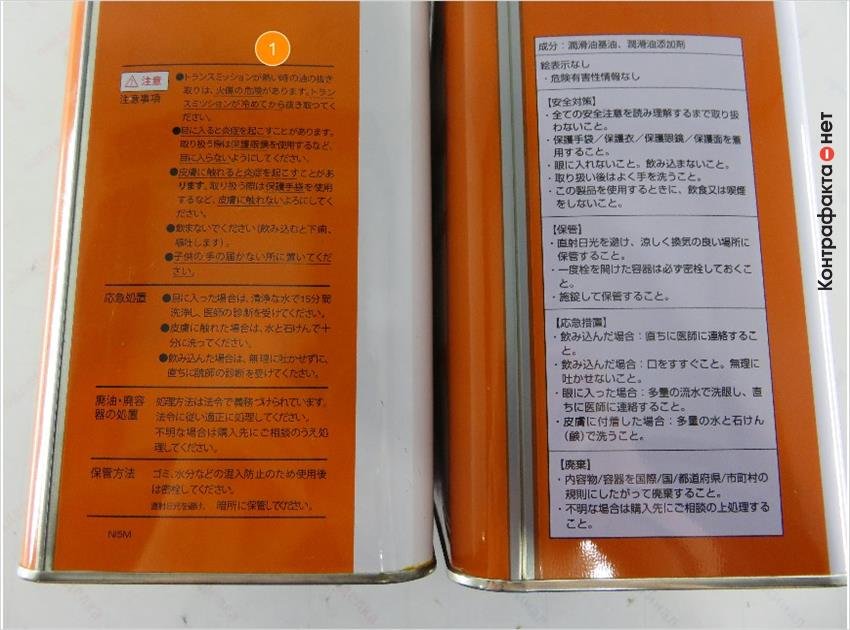 1
注意
注意事項
●トランスミッションが熱い時の油の抜き
取りは、火傷の危険があります。トラン
スミツションが冷めてから抜き取つてく
ださい。
●目に入ると炎症を起こすことがあります。
取り扱う際は保護眼鏡を使用するなど、
目に入らないようにしてください。
●皮膚に触れると炎症を起こすことがあ
ります。取り扱う際は保護手袋を使用
するなど、皮膚に触れないよろにしてく
ださい。
●飲まないでください(飲み込むと下痢、
嘔吐します)。
●子供の手の届かない所に置いてくだ
さい。
応急処置
●目に入った場合は、清浄な水で15分間
洗浄し、医師の診断を受けてください。
●皮膚に触れた場合は、水と石けんで十
分に洗ってください。
●飲み込んだ場合は、無理に吐かせずに、
直ちに医師の診断を受けてください。
廃油・廃容
器の処置
処理方法は法令で義務づけられています。
法令に従い適正に処理してください。
不明な場合は購入先にご相談のうえ処
理してください。
保管方法
ゴミ、水分などの混入防止のため使用後
は密栓してください。
直射日光を避け、暗所に保管してください。
NI5M
成分：潤滑油基油、潤滑油添加剤
絵表示なし
・危険有害性情報なし
【安全対策】
・全ての安全注意を読み理解するまで取り扱
わないこと。
・保護手袋／保護衣／保護眼鏡／保護面を着
用すること。
・眼に入れないこと。飲み込まないこと。
・取り扱い後はよく手を洗うこと。
・この製品を使用するときに、飲食又は喫煙
をしないこと。
【保管】
・直射日光を避け、涼しく換気の良い場所に
保管すること。
・一度栓を開けた容器は必ず密栓しておくこ
と。
・施錠して保管すること。
【応急措置】
・飲み込んだ場合：直ちに医師に連絡するこ
と。
・飲み込んだ場合：口をすすぐこと。無理に
吐かせないこと。
・眼に入った場合：多量の流水で洗眼し、直
ちに医師に連絡すること。
・皮膚に付着した場合：多量の水と石けん
（鹸）で洗うこと。
【廃棄】
・内容物/容器を国際/国/都道府県/市町村の
規則にしたがって廃棄すること。
・不明な場合は購入先にご相談の上処理する
こと。
Контрафакта нет